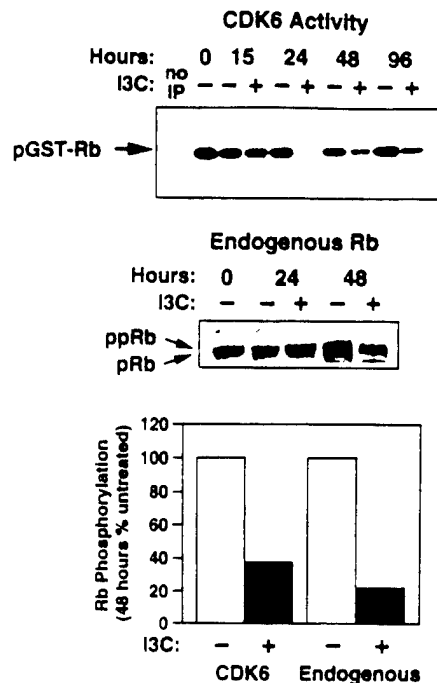 CDK6 Activity
Hours: 0 15 24 48 96
I3C: no IP − − + − + − + − +
pGST-Rb
Endogenous Rb
Hours: 0 24 48
I3C: − − + − +
ppRb
pRb
Rb Phosphorylation
(48 hours % untreated)
120
100
80
60
40
20
0
I3C: − + − +
CDK6 Endogenous